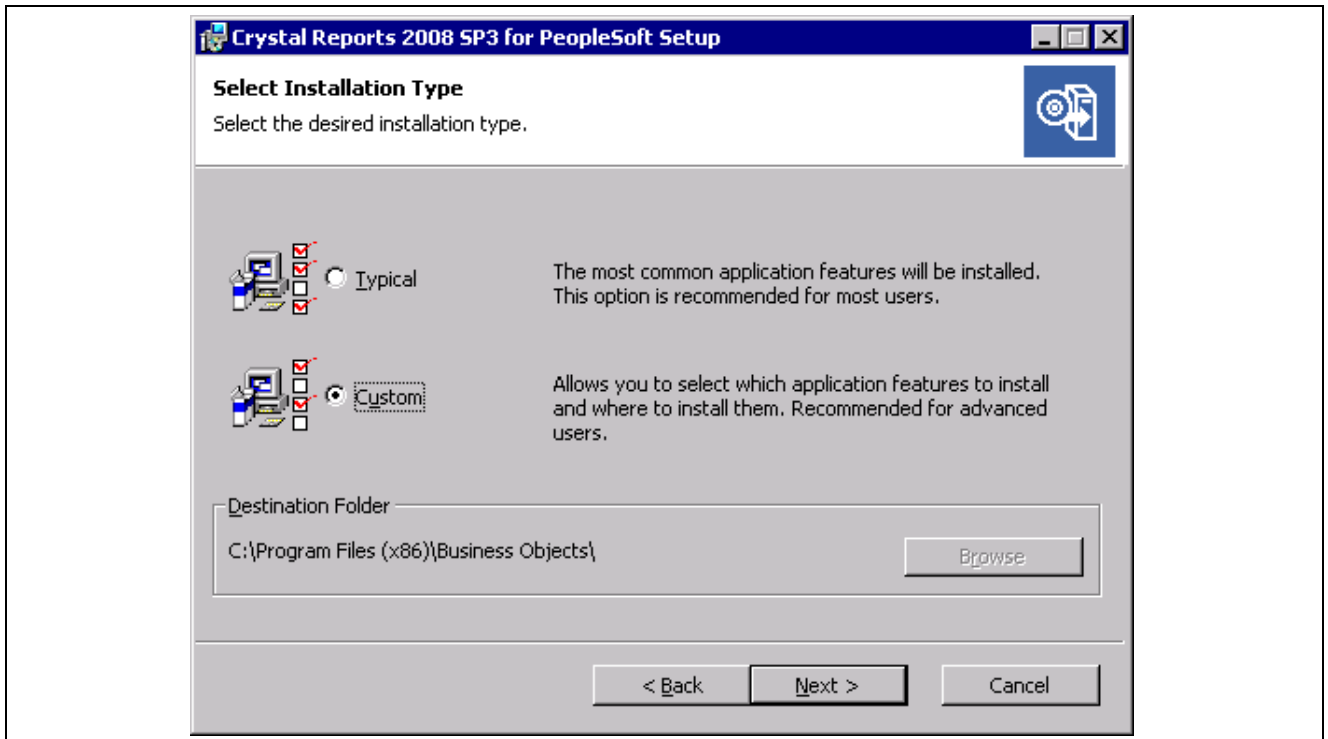 Crystal Reports 2008 SP3 for PeopleSoft Setup
Select Installation Type
Select the desired installation type.
Typical
The most common application features will be installed.
This option is recommended for most users.
Custom
Allows you to select which application features to install
and where to install them. Recommended for advanced
users.
Destination Folder
C:\Program Files (x86)\Business Objects\
Browse
< Back
Next >
Cancel